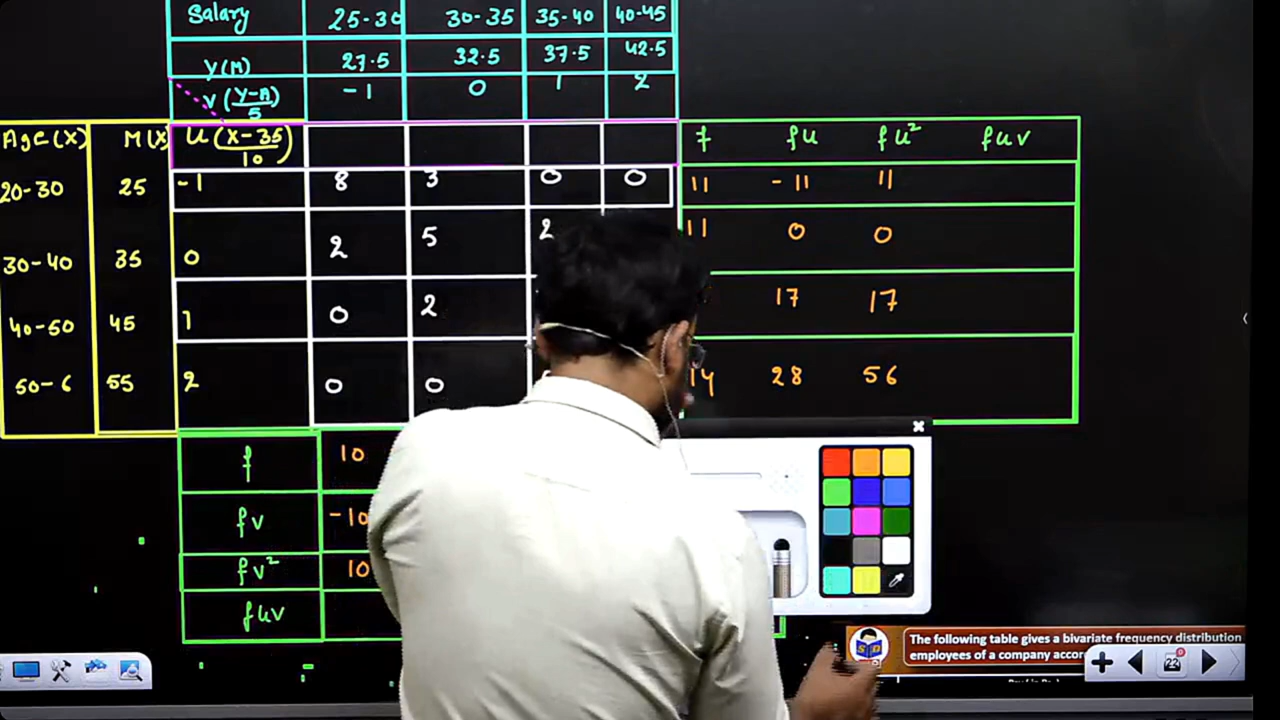 Salary 25-30 30-35 35-40 40-45
Y(M) 27.5 32.5 37.5 42.5
V(Y-A/5) -1 0 1 2
Age(X) M(X) U(X-35/10) f fu fu² fuv
20-30 25 -1 8 3 0 0 11 -11 11
30-40 35 0 2 5 2 11 0 0
40-50 45 1 0 2 17 17
50-6 55 2 0 0 14 28 56
f 10
fv -10
fv² 10
fuv
The following table gives a bivariate frequency distribution
employees of a company accor
22